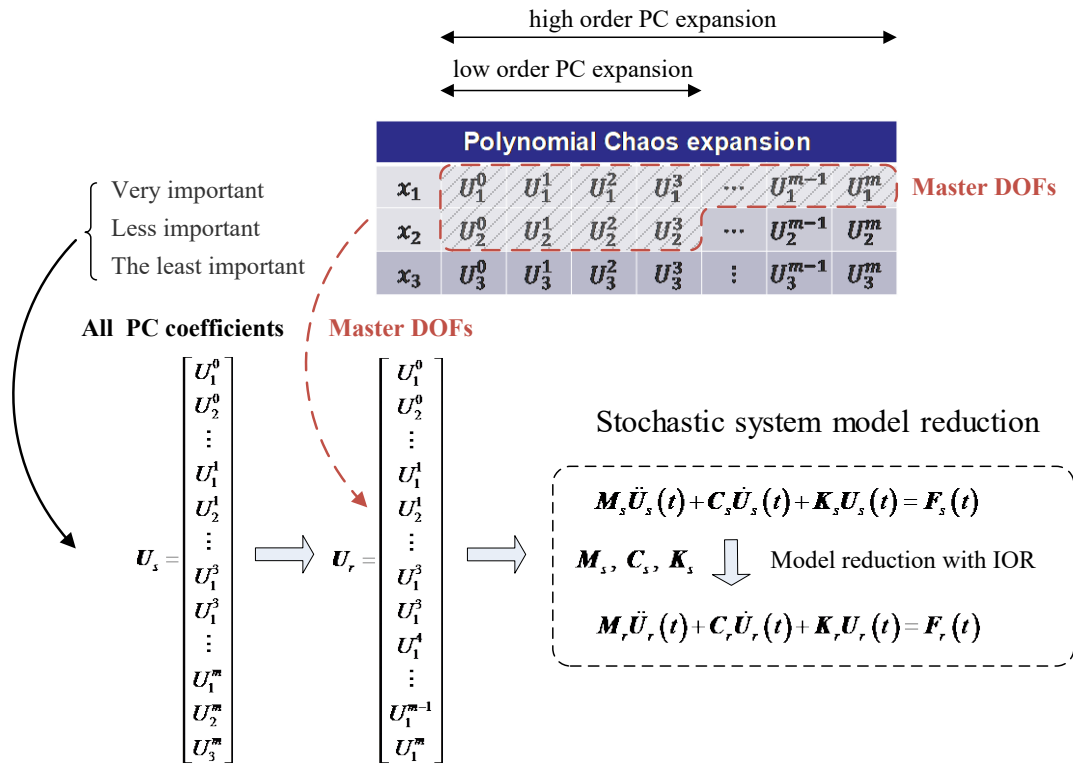 high order PC expansion
low order PC expansion
Polynomial Chaos expansion
x₁ U₁⁰ U₁¹ U₁² U₁³ ⋯ U₁ᵐ⁻¹ U₁ᵐ
x₂ U₂⁰ U₂¹ U₂² U₂³ ⋯ U₂ᵐ⁻¹ U₂ᵐ
x₃ U₃⁰ U₃¹ U₃² U₃³ ⋮ U₃ᵐ⁻¹ U₃ᵐ
Master DOFs
Very important
Less important
The least important
All PC coefficients
Master DOFs
Uₛ =
U₁⁰
U₂⁰
⋮
U₁¹
U₂¹
⋮
U₁³
U₁³
⋮
U₁ᵐ
U₂ᵐ
U₃ᵐ
Uᵣ =
U₁⁰
U₂⁰
⋮
U₁¹
U₂¹
⋮
U₁³
U₁³
U₁⁴
⋮
U₁ᵐ⁻¹
U₁ᵐ
Stochastic system model reduction
MₛÜₛ(t)+CₛU̇ₛ(t)+KₛUₛ(t)=Fₛ(t)
Mₛ, Cₛ, Kₛ Model reduction with IOR
MᵣÜᵣ(t)+CᵣU̇ᵣ(t)+KᵣUᵣ(t)=Fᵣ(t)